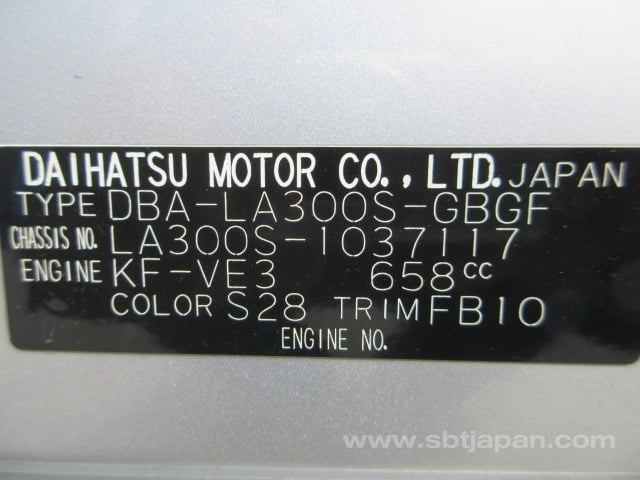 DAIHATSU MOTOR CO., LTD. JAPAN
TYPE DBA-LA300S-GBGF
CHASSIS NO. LA300S-1037117
ENGINE KF-VE3 658cc
COLOR S28 TRIM FB10
ENGINE NO.
www.sbtjapan.com